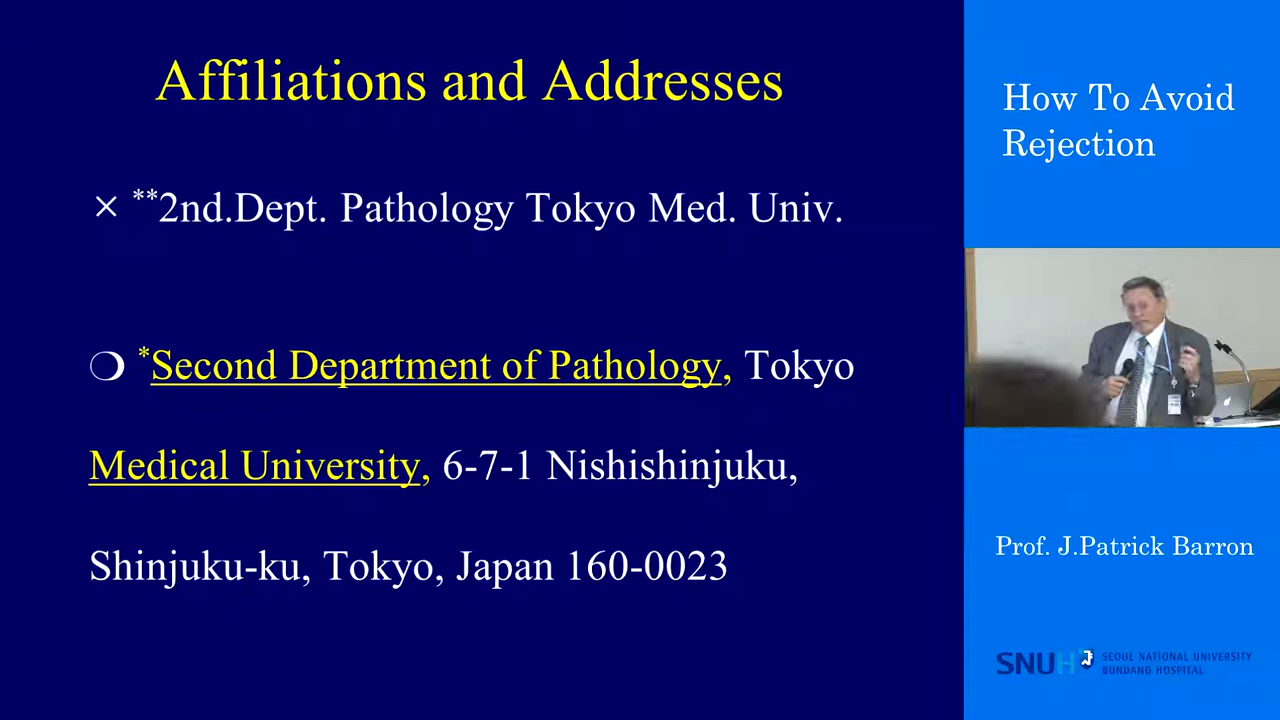 Affiliations and Addresses
× **2nd.Dept. Pathology Tokyo Med. Univ.
❍ *Second Department of Pathology, Tokyo
Medical University, 6-7-1 Nishishinjuku,
Shinjuku-ku, Tokyo, Japan 160-0023
How To Avoid
Rejection
Prof. J.Patrick Barron
SNUH
SEOUL NATIONAL UNIVERSITY
BUNDANG HOSPITAL